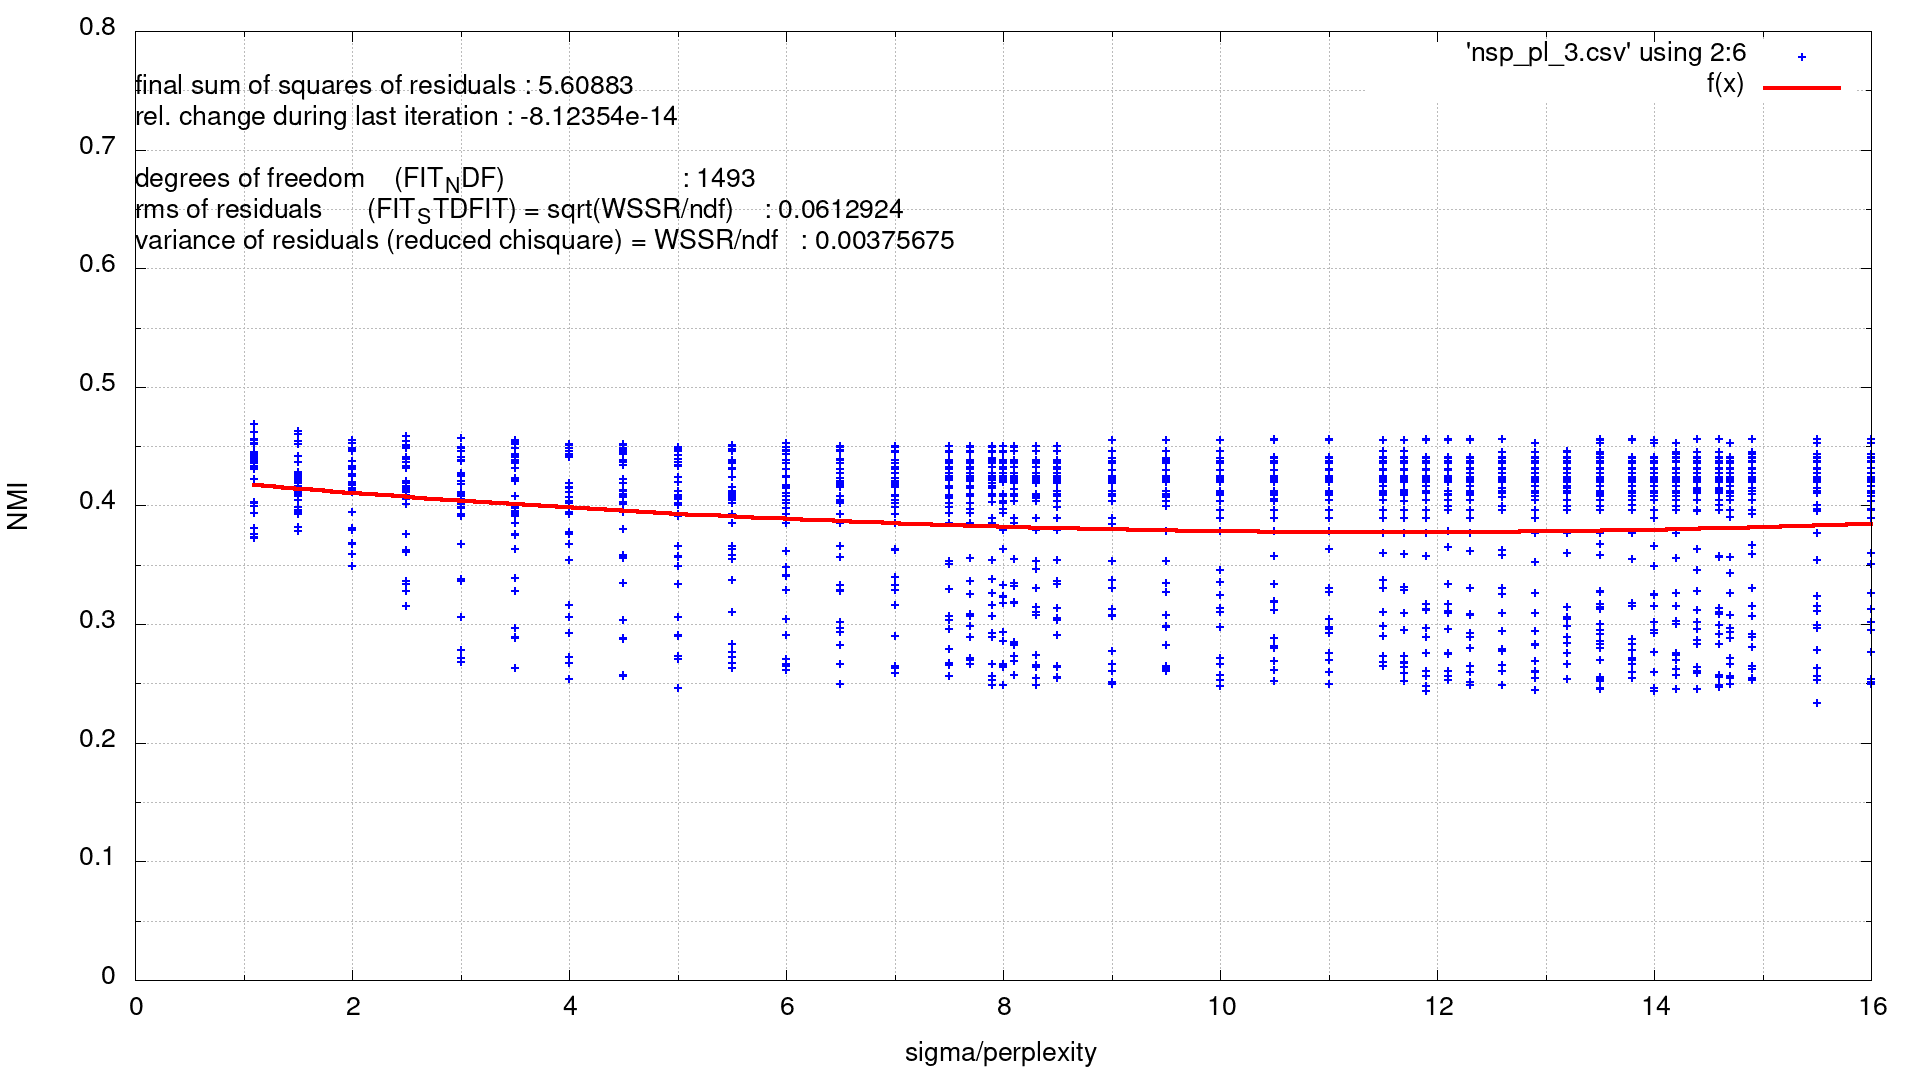 0.8
'nsp_pl_3.csv' using 2:6
f(x)
final sum of squares of residuals : 5.60883
rel. change during last iteration : -8.12354e-14
0.7
degrees of freedom (FIT_NDF) : 1493
rms of residuals (FIT_STDFIT) = sqrt(WSSR/ndf) : 0.0612924
variance of residuals (reduced chisquare) = WSSR/ndf : 0.00375675
0.6
0.5
0.4
NMI
0.3
0.2
0.1
0
0 2 4 6 8 10 12 14 16
sigma/perplexity